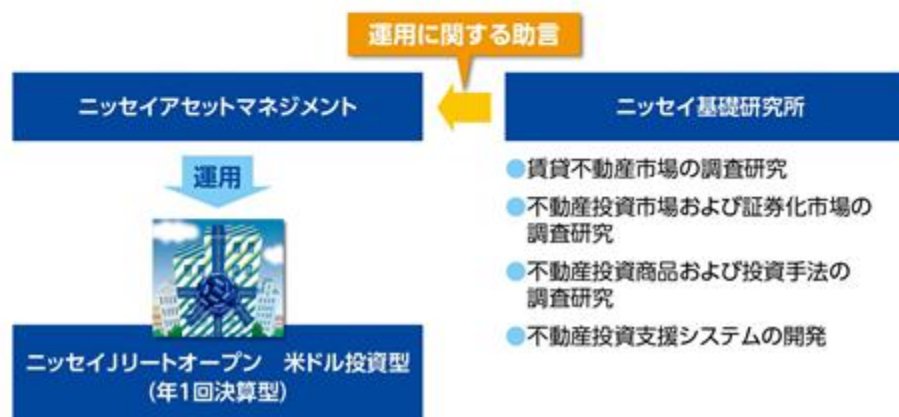 運用に関する助言
ニッセイアセットマネジメント
ニッセイ基礎研究所
運用
●賃貸不動産市場の調査研究
●不動産投資市場および証券化市場の
調査研究
●不動産投資商品および投資手法の
調査研究
●不動産投資支援システムの開発
ニッセイJリートオープン　米ドル投資型
(年1回決算型)